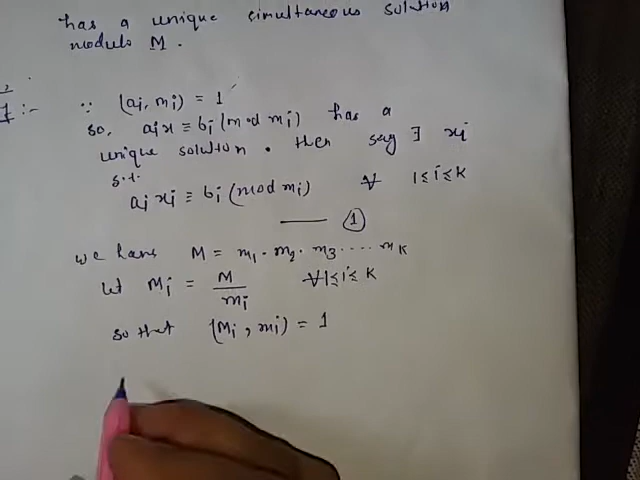 has a unique simultaneous solution
modulo M.
∵ (ai, mi) = 1
so, aix ≡ bi (mod mi) has a
unique solution. then say ∃ xi
s.t.
aixi ≡ bi (mod mi) ∀ 1≤i≤k
—— ①
we have M = m1 . m2 . m3 ..... mk
let Mi = M/mi ∀ 1≤i≤k
so that (Mi, mi) = 1